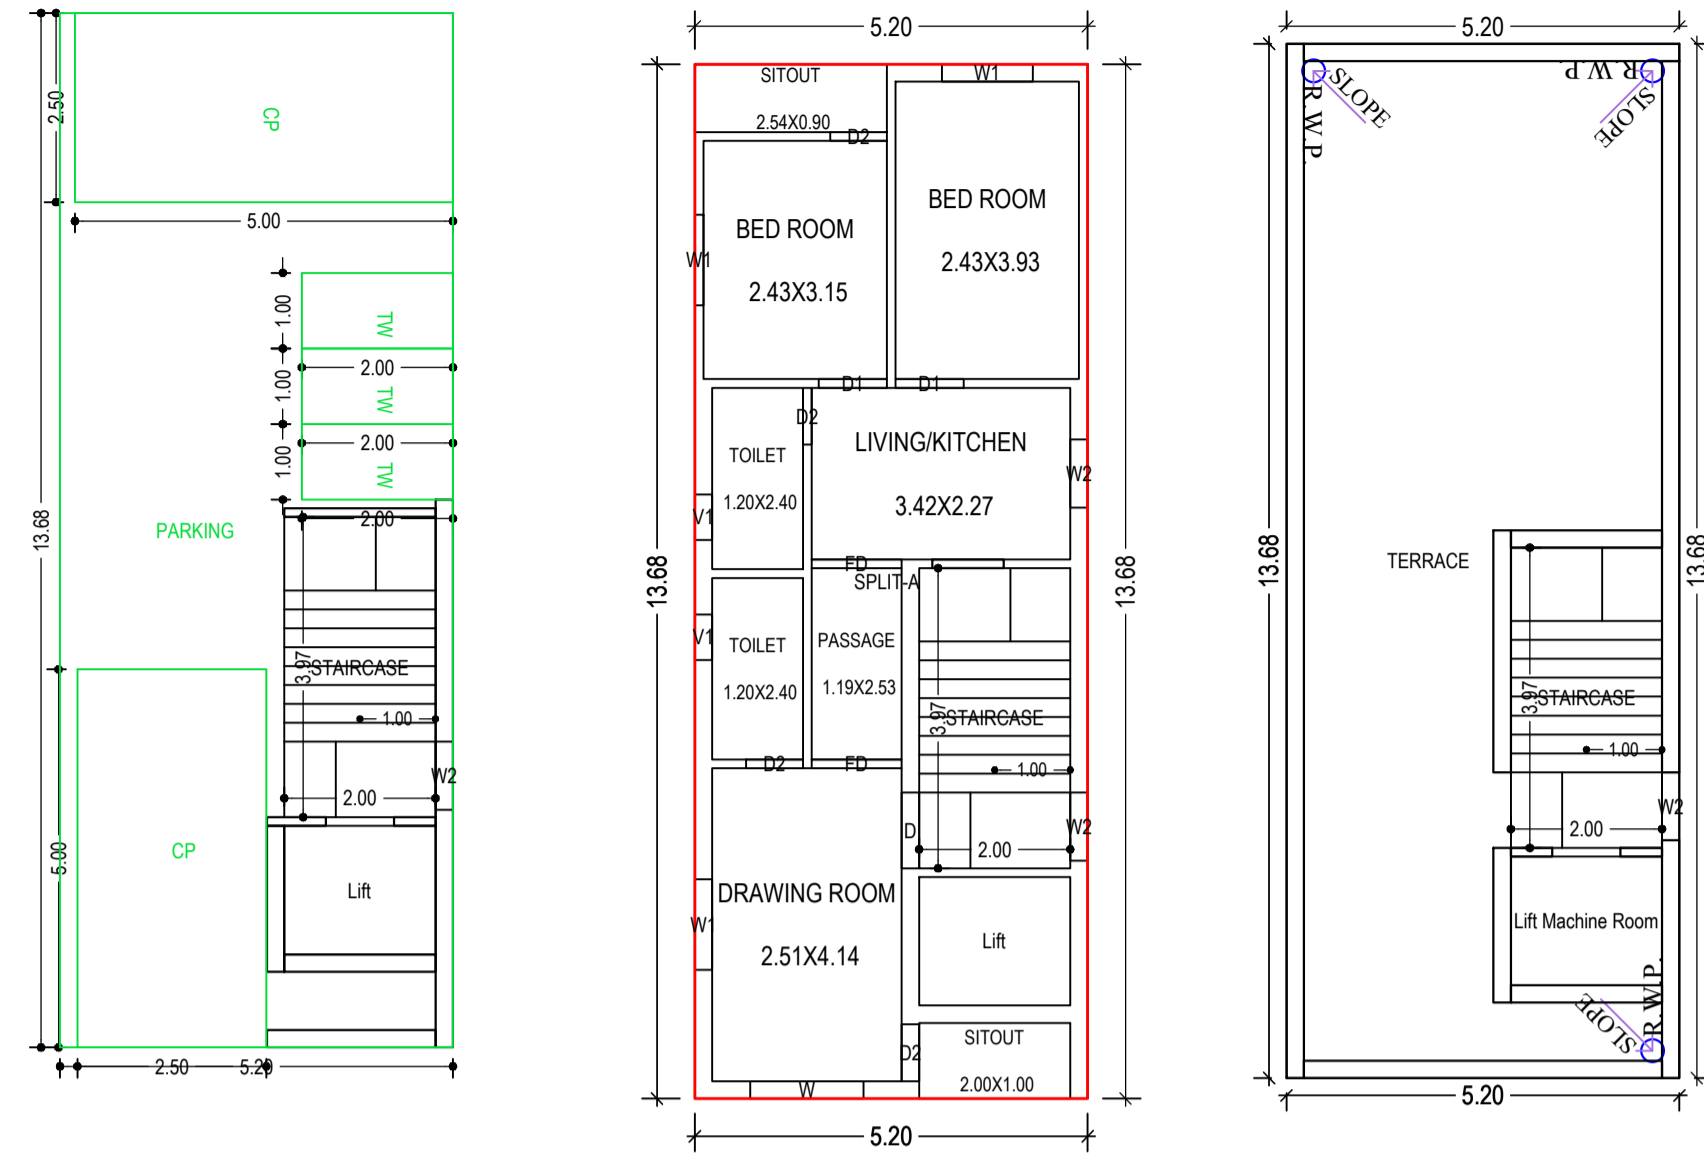 2.50
CP
5.00
1.00
TW
2.00
1.00
TW
2.00
1.00
TW
2.00
13.68
PARKING
STAIRCASE
3.97
1.00
W2
2.00
CP
5.00
Lift
2.50
5.20
5.20
SITOUT
2.54X0.90
W1
D2
BED ROOM
2.43X3.93
BED ROOM
2.43X3.15
W1
D1
D1
D2
LIVING/KITCHEN
3.42X2.27
TOILET
1.20X2.40
W2
V1
FD
SPLIT-A
13.68
13.68
V1
TOILET
1.20X2.40
PASSAGE
1.19X2.53
3.97
STAIRCASE
1.00
D2
FD
D
2.00
W2
DRAWING ROOM
2.51X4.14
W1
Lift
SITOUT
2.00X1.00
D2
W
5.20
5.20
SLOPE
R.W.P.
R.W.P
SLOPE
13.68
13.68
TERRACE
3.97
STAIRCASE
1.00
W2
2.00
Lift Machine Room
R.W.P.
SLOPE
5.20